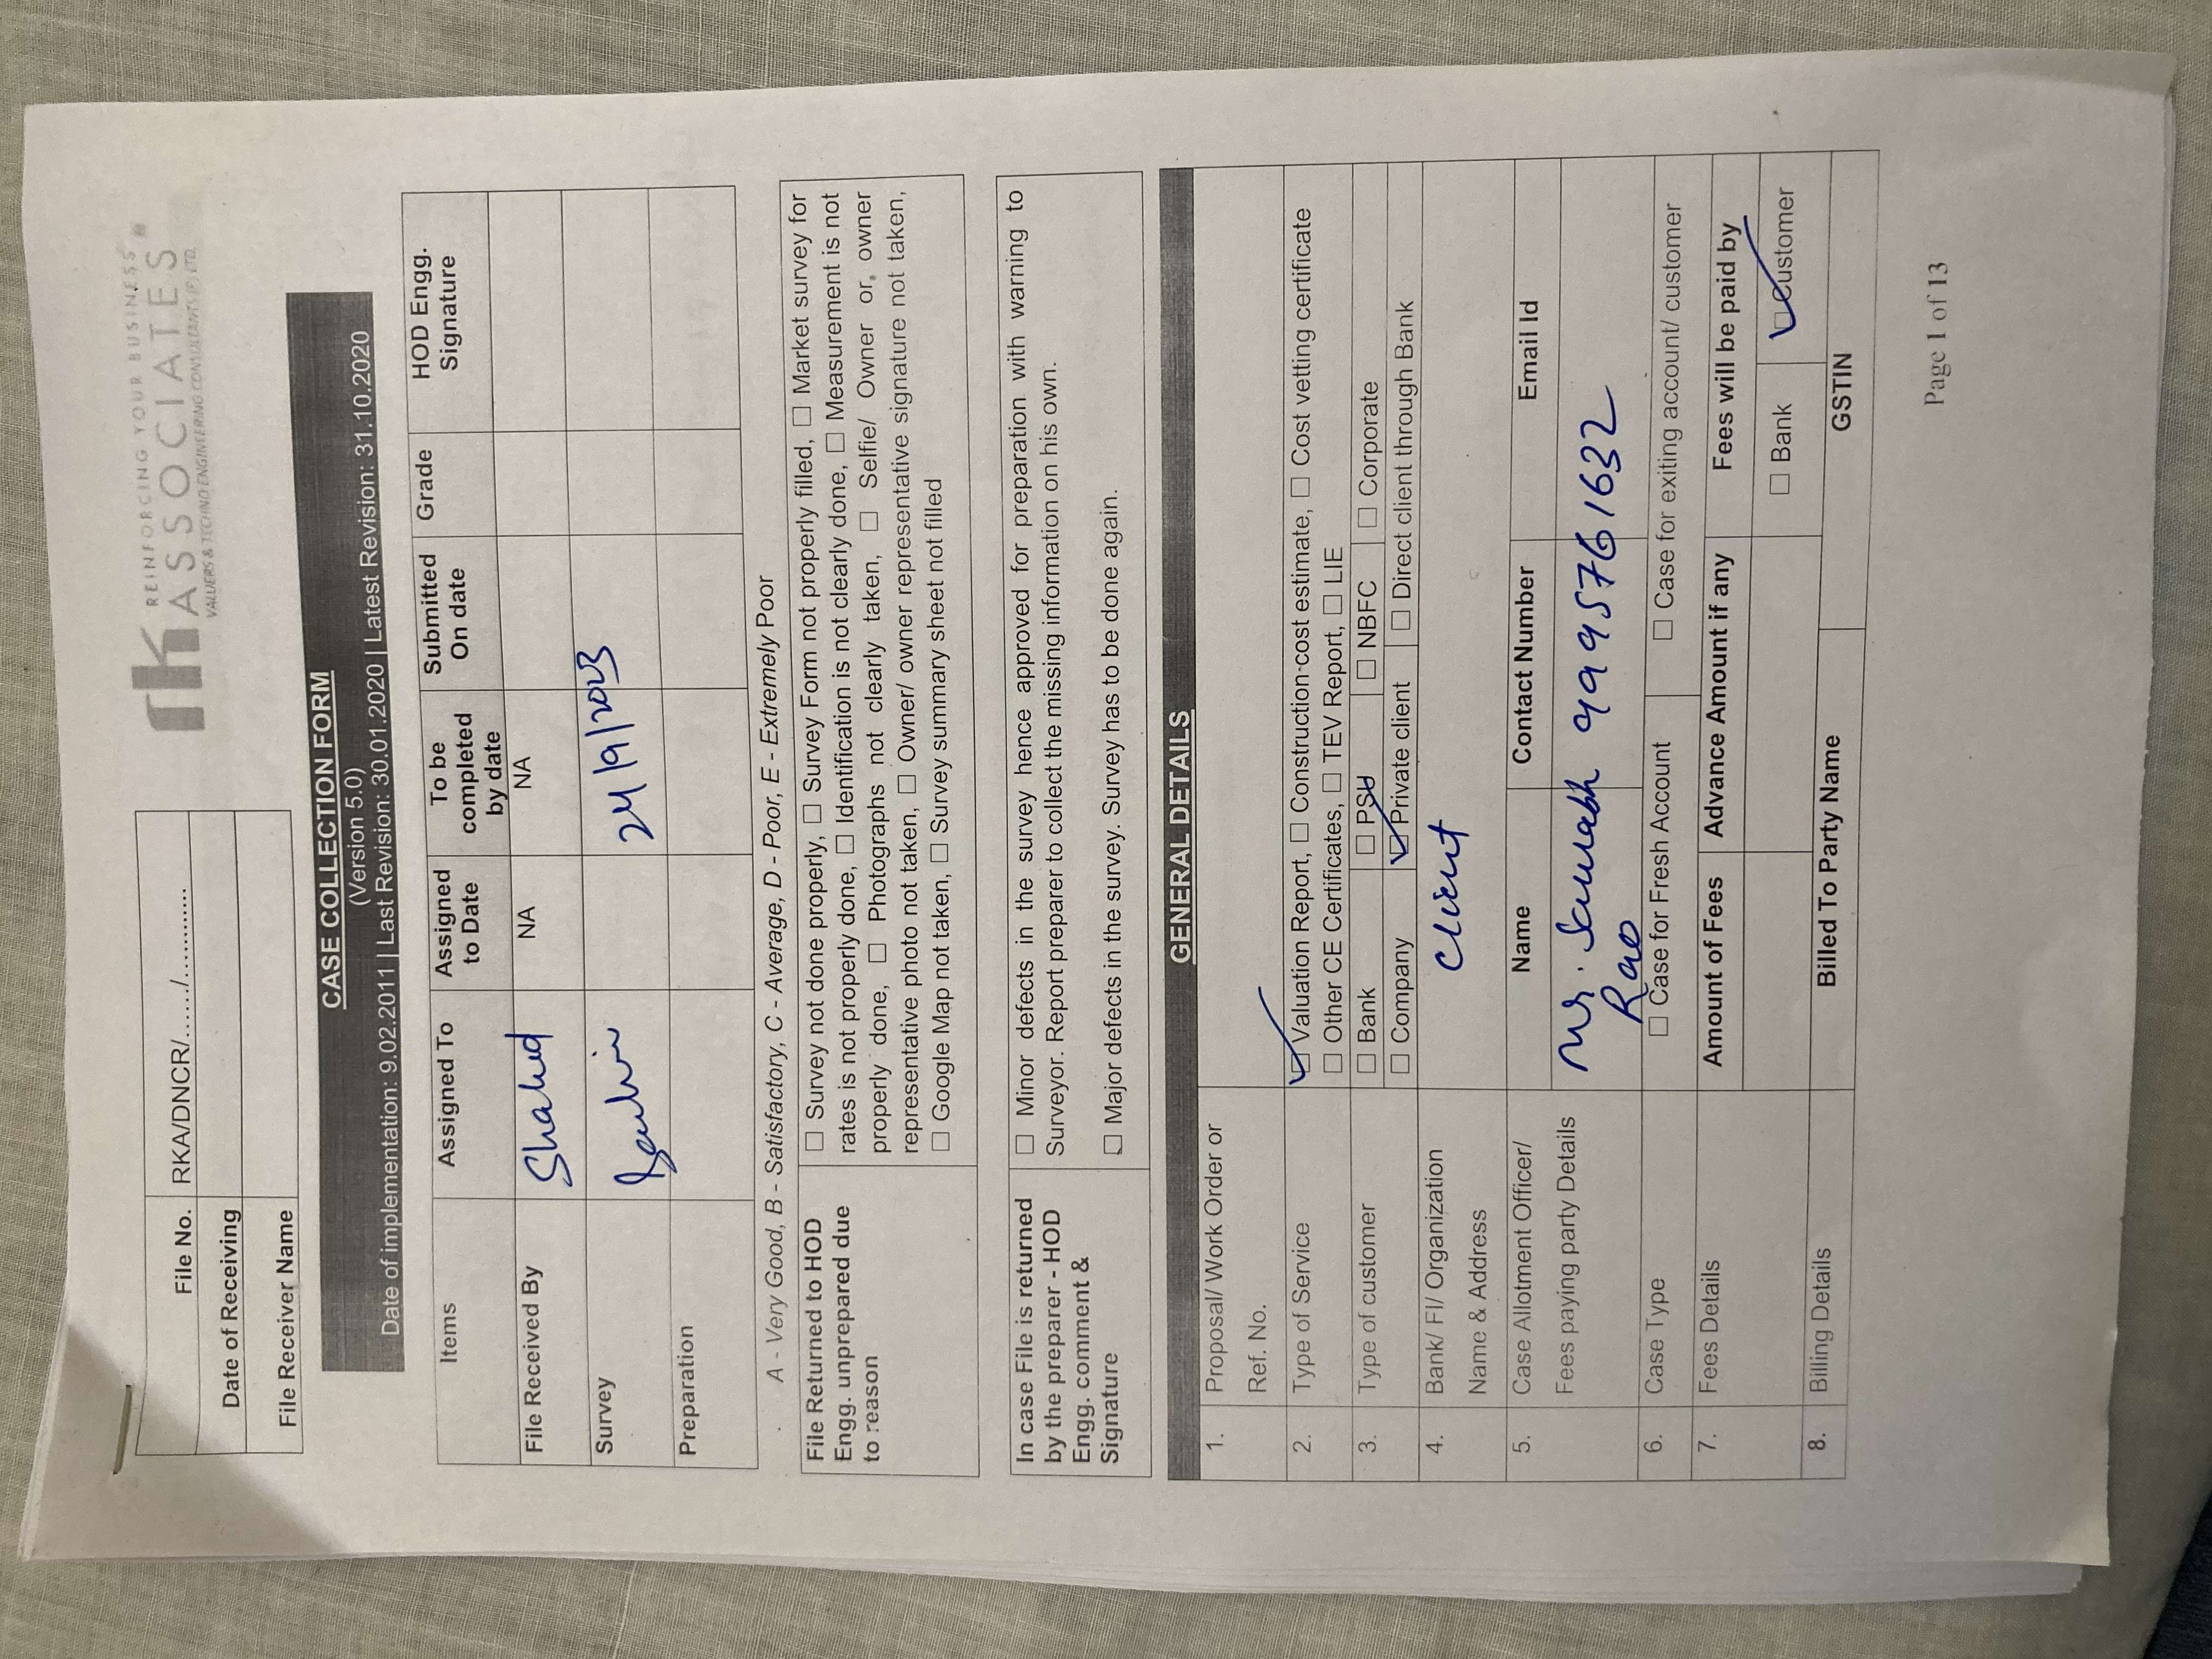 REINFORCING YOUR BUSINESS®
rk ASSOCIATES
VALUERS & TECHNO ENGINEERING CONSULTANTS (P) LTD.
File No. RKA/DNCR/....../............
Date of Receiving
File Receiver Name
CASE COLLECTION FORM
(Version 5.0)
Date of implementation: 9.02.2011 | Last Revision: 30.01.2020 | Latest Revision: 31.10.2020
Items Assigned To Assigned to Date To be completed by date Submitted On date Grade HOD Engg. Signature
File Received By Shahid NA NA
Survey 24/9/2023
Preparation
A - Very Good, B - Satisfactory, C - Average, D - Poor, E - Extremely Poor
File Returned to HOD Engg. unprepared due to reason
☐ Survey not done properly, ☐ Survey Form not properly filled, ☐ Market survey for
rates is not properly done, ☐ Identification is not clearly done, ☐ Measurement is not
properly done, ☐ Photographs not clearly taken, ☐ Selfie/ Owner or, owner
representative photo not taken, ☐ Owner/ owner representative signature not taken,
☐ Google Map not taken, ☐ Survey summary sheet not filled
In case File is returned by the preparer - HOD Engg. comment & Signature
☐ Minor defects in the survey hence approved for preparation with warning to
Surveyor. Report preparer to collect the missing information on his own.
☐ Major defects in the survey. Survey has to be done again.
GENERAL DETAILS
1. Proposal/ Work Order or Ref. No.
2. Type of Service ☑ Valuation Report, ☐ Construction-cost estimate, ☐ Cost vetting certificate
☐ Other CE Certificates, ☐ TEV Report, ☐ LIE
3. Type of customer ☐ Bank ☐ PSU ☐ NBFC ☐ Corporate
☐ Company ☑ Private client ☐ Direct client through Bank
4. Bank/ FI/ Organization Name & Address Client
5. Case Allotment Officer/ Fees paying party Details Name Contact Number Email Id
Mr. Saurabh Rao 9995761632
6. Case Type ☐ Case for Fresh Account ☐ Case for exiting account/ customer
7. Fees Details Amount of Fees Advance Amount if any Fees will be paid by
☐ Bank ☑ Customer
8. Billing Details Billed To Party Name GSTIN
Page 1 of 13